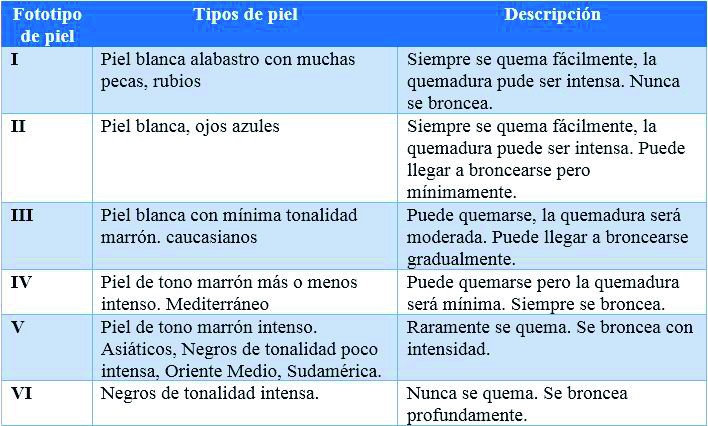 Fototipo de piel
Tipos de piel
Descripción
I
Piel blanca alabastro con muchas
pecas, rubios
Siempre se quema fácilmente, la
quemadura pude ser intensa. Nunca
se broncea.
II
Piel blanca, ojos azules
Siempre se quema fácilmente, la
quemadura puede ser intensa. Puede
llegar a broncearse pero
mínimamente.
III
Piel blanca con mínima tonalidad
marrón. caucasianos
Puede quemarse, la quemadura será
moderada. Puede llegar a broncearse
gradualmente.
IV
Piel de tono marrón más o menos
intenso. Mediterráneo
Puede quemarse pero la quemadura
será mínima. Siempre se broncea.
V
Piel de tono marrón intenso.
Asiáticos, Negros de tonalidad poco
intensa, Oriente Medio, Sudamérica.
Raramente se quema. Se broncea con
intensidad.
VI
Negros de tonalidad intensa.
Nunca se quema. Se broncea
profundamente.